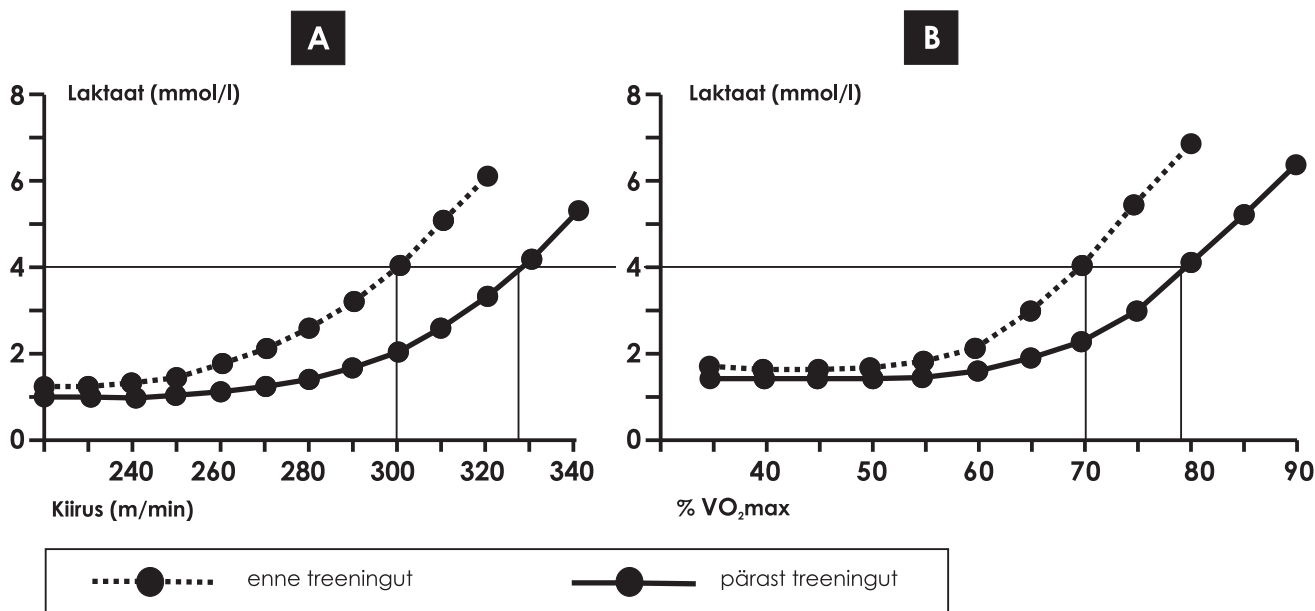 A
B
Laktaat (mmol/l)
Laktaat (mmol/l)
8
6
4
2
0
240 260 280 300 320 340
Kiirus (m/min)
8
6
4
2
0
40 50 60 70 80 90
% VO₂max
enne treeningut
pärast treeningut